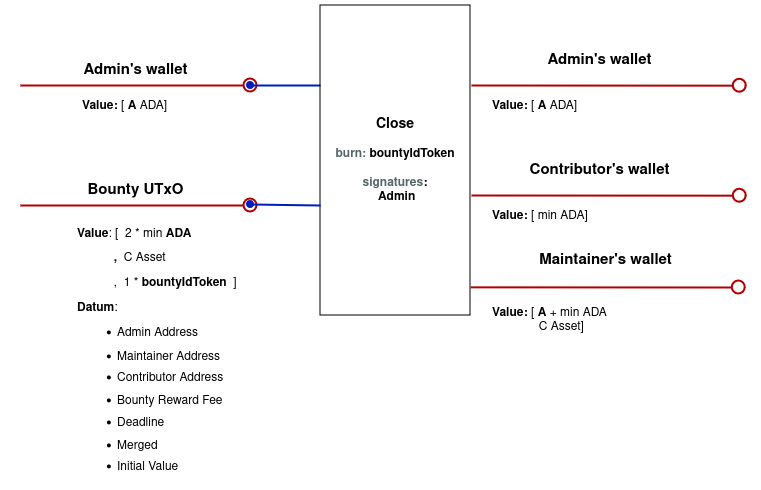 Admin's wallet
Value: [ A ADA]
Bounty UTxO
Value: [ 2 * min ADA
, C Asset
, 1 * bountyIdToken ]
Datum:
• Admin Address
• Maintainer Address
• Contributor Address
• Bounty Reward Fee
• Deadline
• Merged
• Initial Value
Close
burn: bountyIdToken
signatures:
Admin
Admin's wallet
Value: [ A ADA]
Contributor's wallet
Value: [ min ADA]
Maintainer's wallet
Value: [ A + min ADA
C Asset]